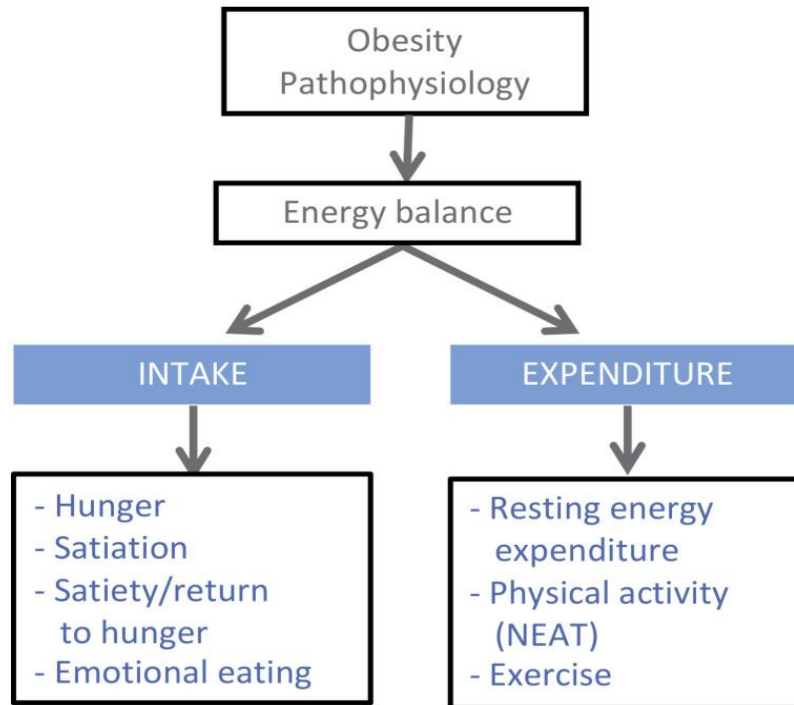 Obesity
Pathophysiology
Energy balance
INTAKE
EXPENDITURE
- Hunger
- Satiation
- Satiety/return
to hunger
- Emotional eating
- Resting energy
expenditure
- Physical activity
(NEAT)
- Exercise